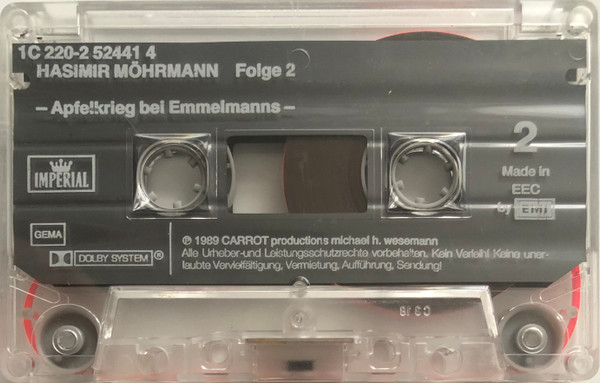 1C 220-2 52441 4
HASIMIR MÖHRMANN Folge 2
– Apfelkrieg bei Emmelmanns –
2
IMPERIAL
Made in
EEC
by EMI
GEMA
DOLBY SYSTEM®
℗ 1989 CARROT productions michael h. wesemann
Alle Urheber-und Leistungsschutzrechte vorbehalten. Kein Verleih! Keine uner-
laubte Vervielfältigung, Vermietung, Aufführung, Sendung!